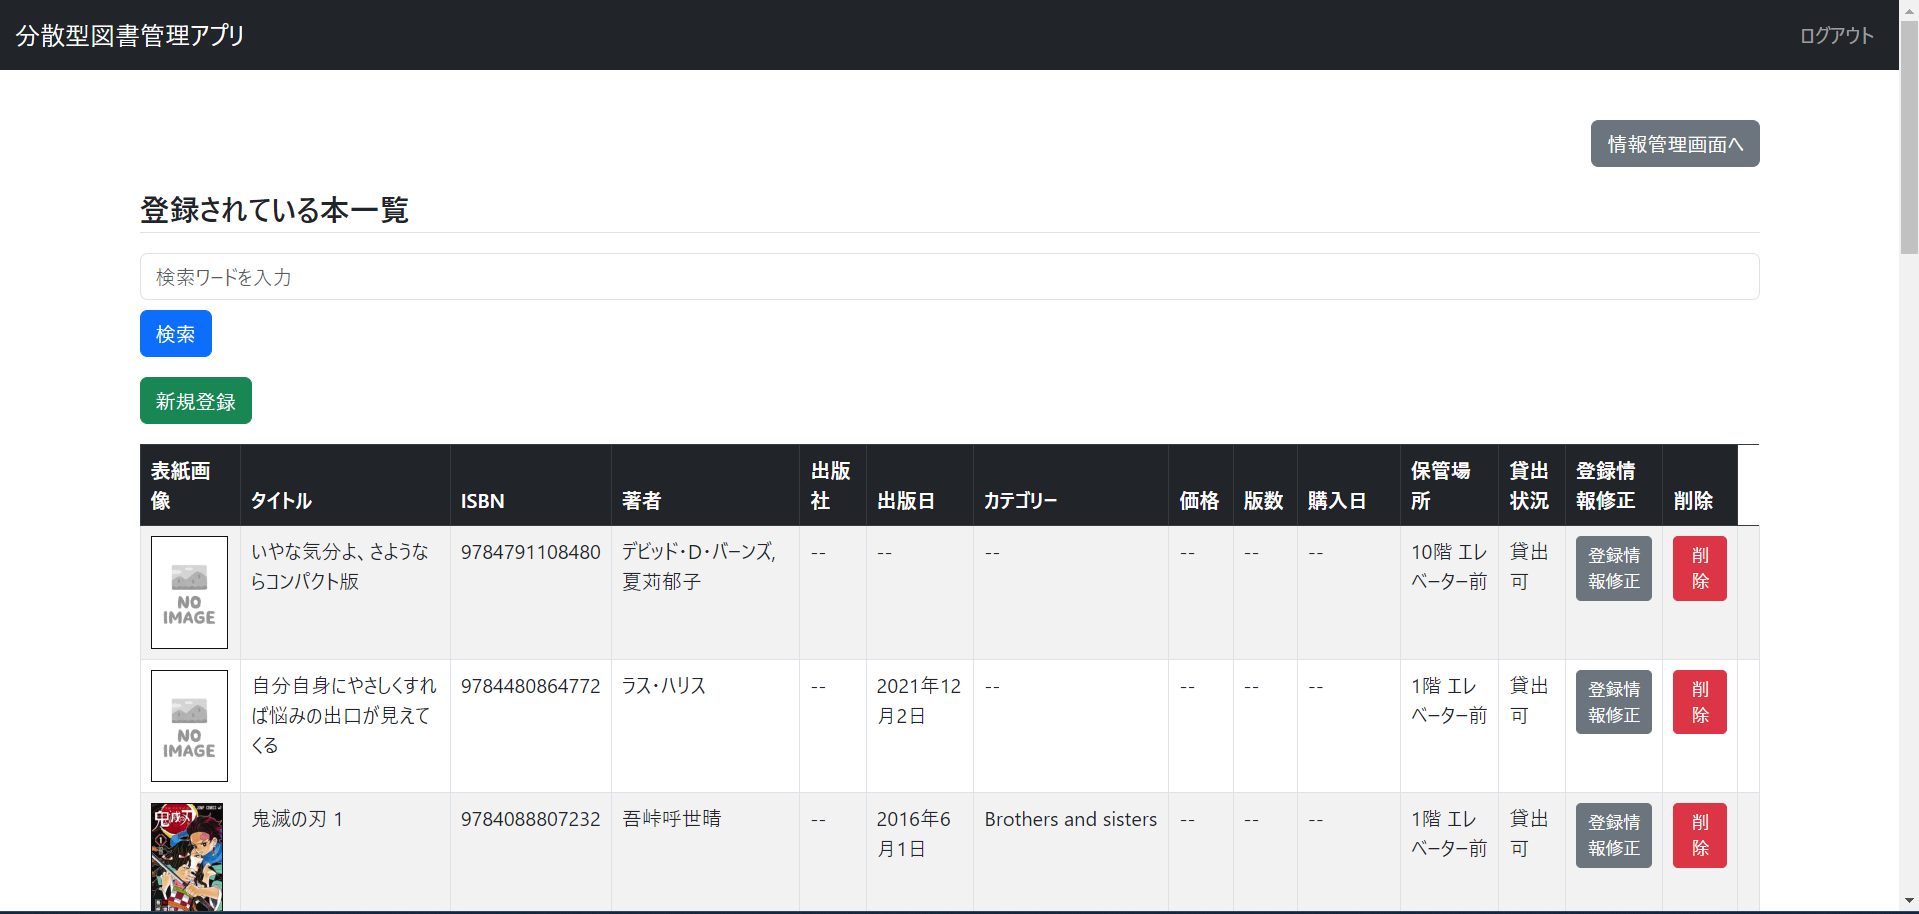 分散型図書管理アプリ
ログアウト
情報管理画面へ
登録されている本一覧
検索ワードを入力
検索
新規登録
表紙画像 タイトル ISBN 著者 出版社 出版日 カテゴリー 価格 版数 購入日 保管場所 貸出状況 登録情報修正 削除
NO IMAGE
いやな気分よ、さようならコンパクト版 9784791108480 デビッド・D・バーンズ, 夏苅郁子 -- -- -- -- -- -- 10階 エレベーター前 貸出可 登録情報修正 削除
NO IMAGE
自分自身にやさしくすれば悩みの出口が見えてくる 9784480864772 ラス・ハリス -- 2021年12月2日 -- -- -- -- 1階 エレベーター前 貸出可 登録情報修正 削除
鬼滅の刃 1
鬼滅の刃 1 9784088807232 吾峠呼世晴 -- 2016年6月1日 Brothers and sisters -- -- -- 1階 エレベーター前 貸出可 登録情報修正 削除